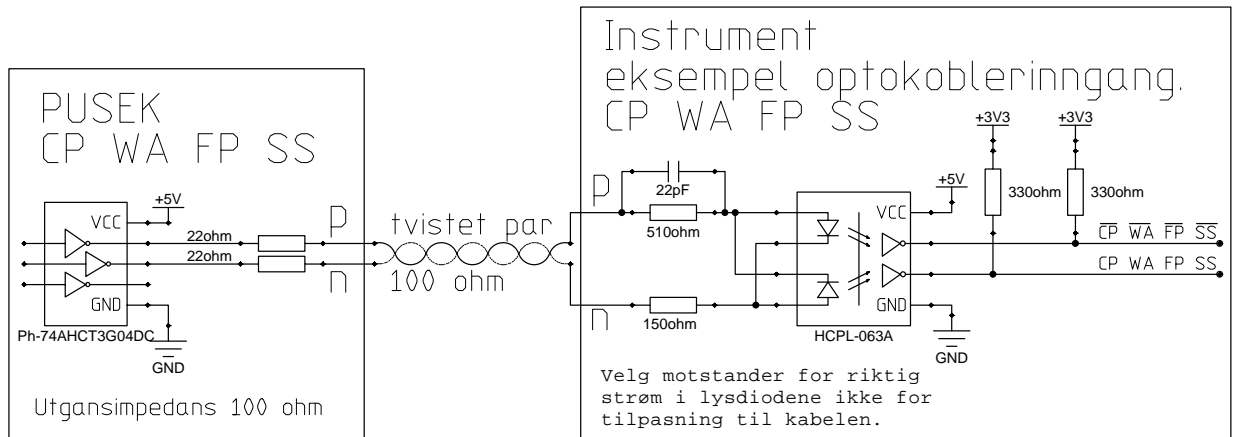 PUSEK
CP WA FP SS
+5V
VCC
22ohm
22ohm
GND
Ph-74AHCT3G04DC
GND
Utgansimpedans 100 ohm
p
n
tvistet par
100 ohm
Instrument
eksempel optokoblerinngang.
CP WA FP SS
p
22pF
510ohm
n
150ohm
+5V
VCC
GND
HCPL-063A
GND
+3V3
+3V3
330ohm
330ohm
CP WA FP SS
CP WA FP SS
Velg motstander for riktig
strøm i lysdiodene ikke for
tilpasning til kabelen.